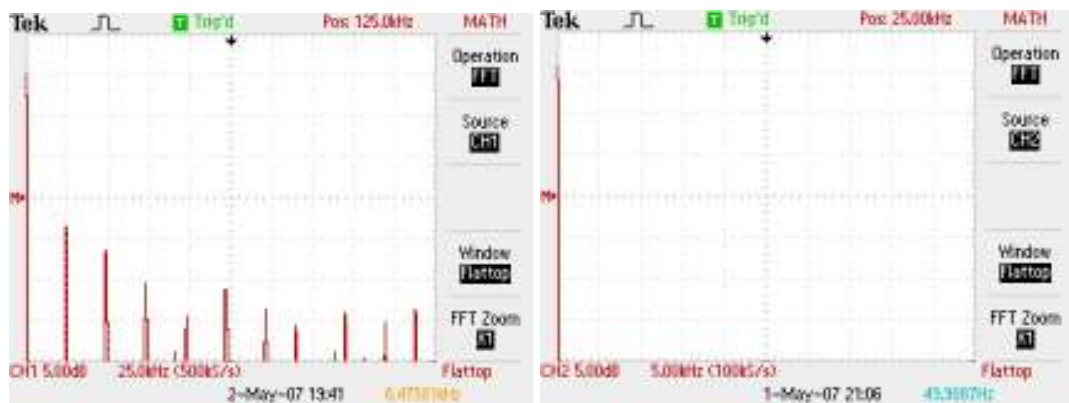 Tek Trig'd Pos: 125.0kHz MATH
Operation
FFT
Source
CH1
Window
Flattop
FFT Zoom
X1
CH1 5.00dB 25.0kHz (500kS/s) Flattop
2-May-07 19:41
Tek Trig'd Pos: 25.00kHz MATH
Operation
FFT
Source
CH2
Window
Flattop
FFT Zoom
X1
CH2 5.00dB 5.00kHz (100kS/s) Flattop
1-May-07 21:06